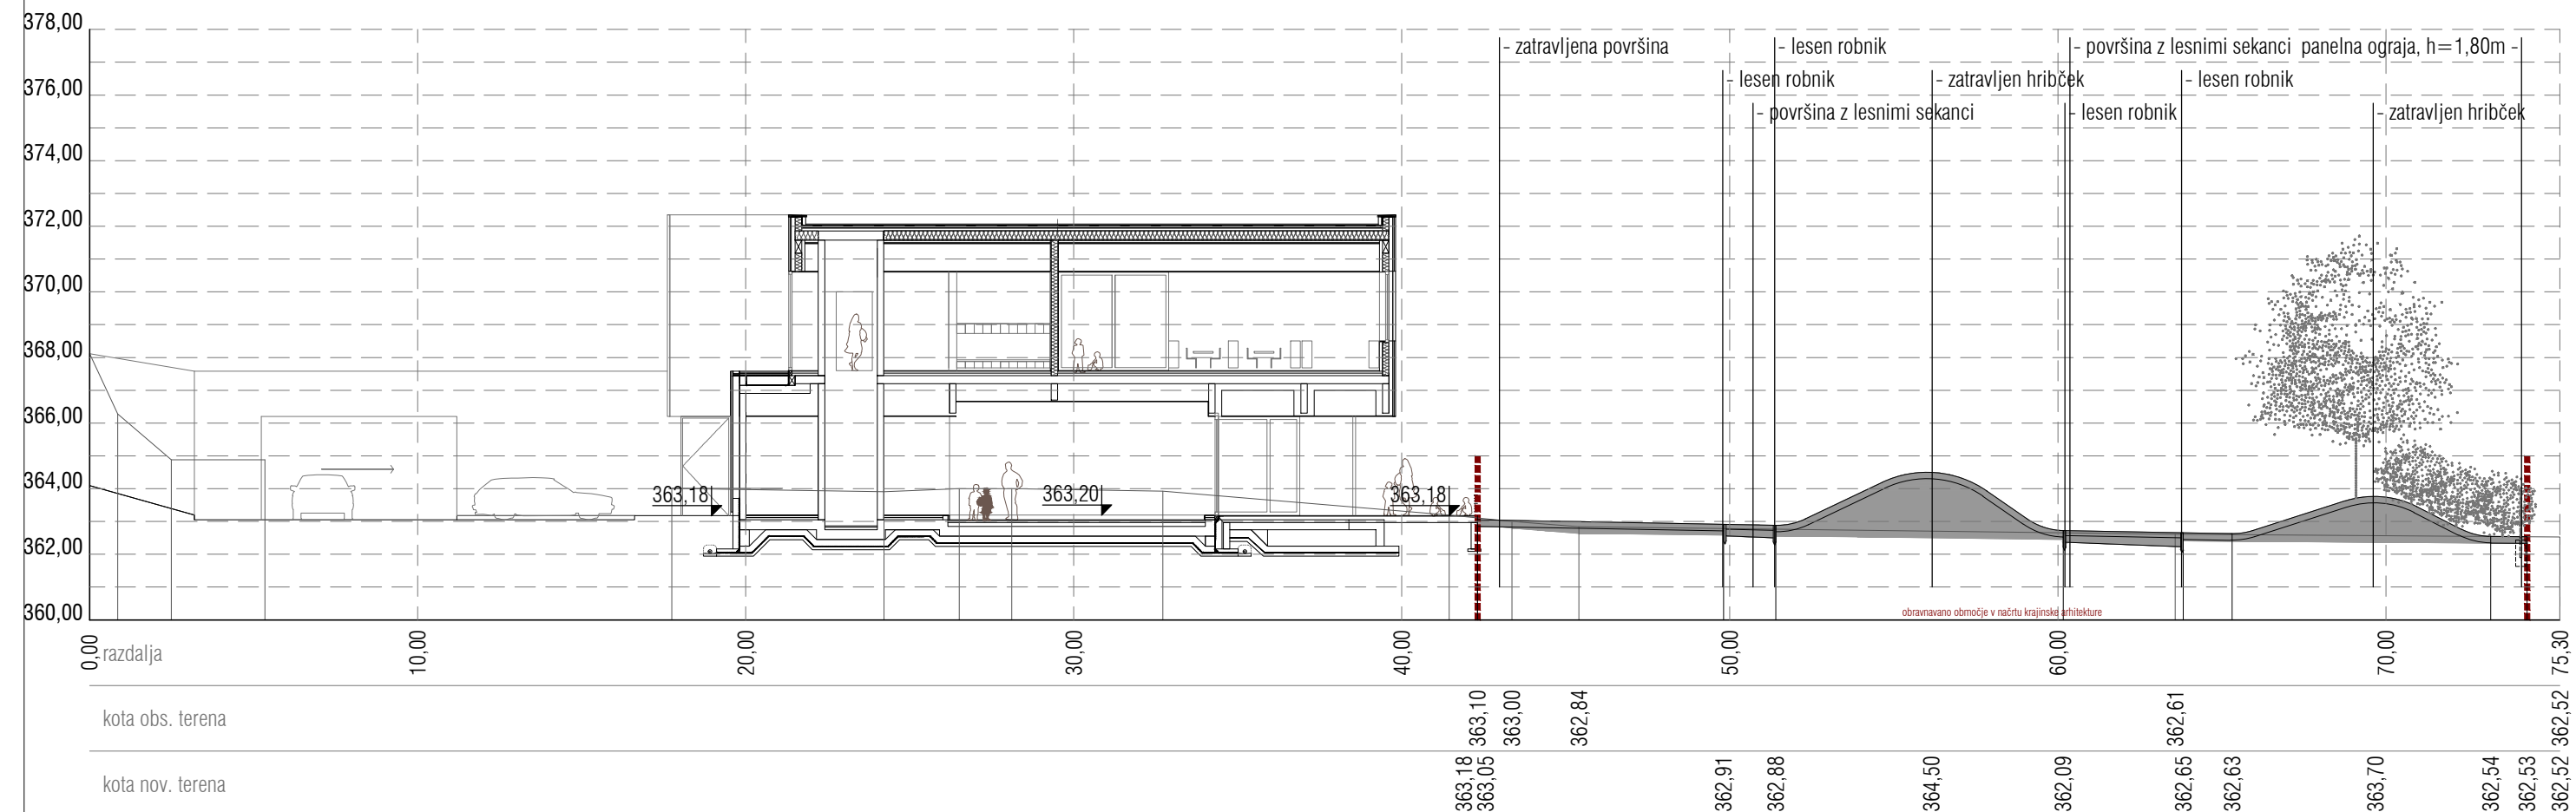 378,00
- zatravljena površina
- lesen robnik
- površina z lesnimi sekanci
panelna ograja, h=1,80m -
376,00
- lesen robnik
- zatravljen hribček
- lesen robnik
- površina z lesnimi sekanci
- lesen robnik
- zatravljen hribček
374,00
372,00
370,00
368,00
366,00
364,00
363,18
363,20
363,18
362,00
360,00
obravnavano območje v načrtu krajinske arhitekture
0,00
razdalja
10,00
20,00
30,00
40,00
50,00
60,00
70,00
75,30
kota obs. terena
363,10
363,00
362,84
362,61
362,52
kota nov. terena
363,18
363,05
362,91
362,88
364,50
362,09
362,65
362,63
363,70
362,54
362,53
362,52